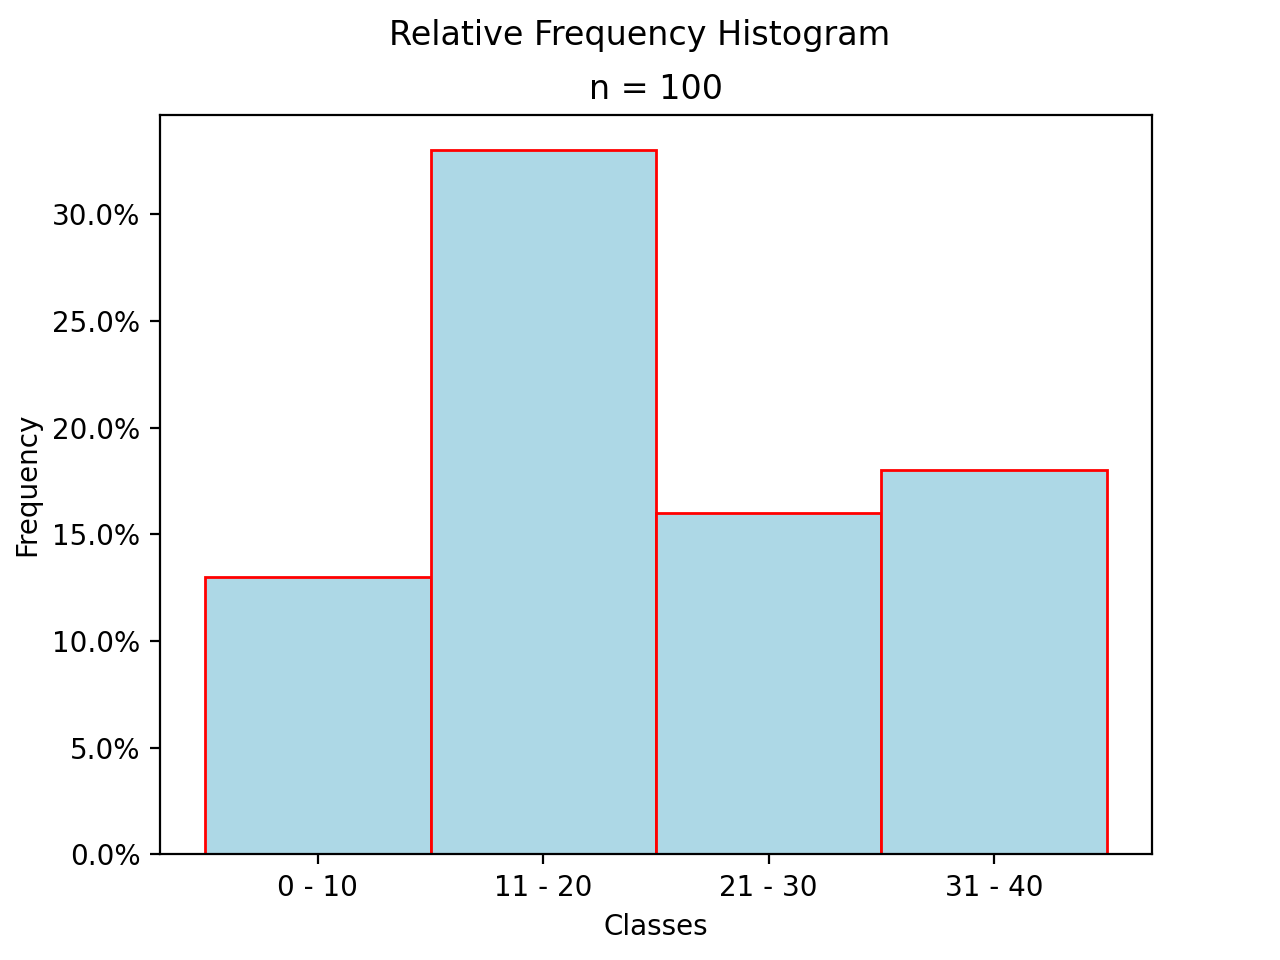 Relative Frequency Histogram
n = 100
30.0%
25.0%
20.0%
15.0%
10.0%
5.0%
0.0%
Frequency
0 - 10
11 - 20
21 - 30
31 - 40
Classes